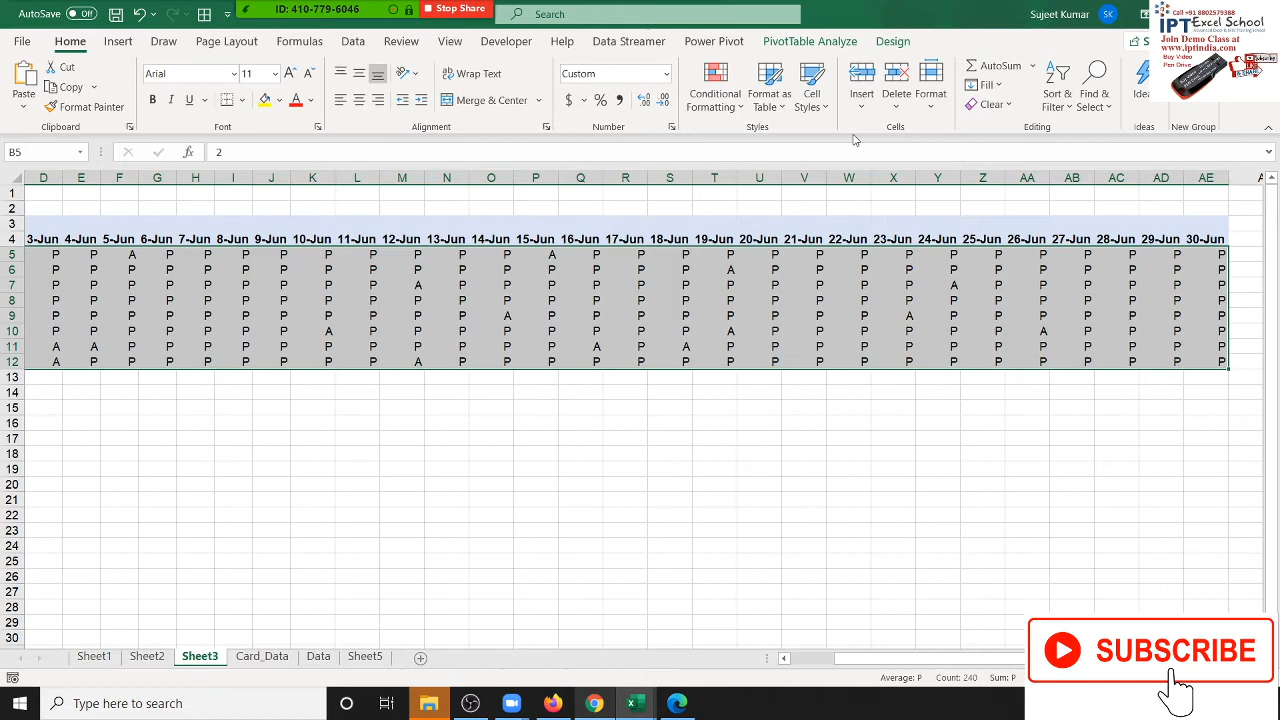 AutoSave Off ID: 410-779-6046 Stop Share Search Sujeet Kumar SK
Call +91 8802579388
IPT Excel School
Advanced Excel & MIS Training School
Join Demo Class at
www.iptindia.com
Buy Video
Pen Drive
File Home Insert Draw Page Layout Formulas Data Review View Developer Help Data Streamer Power Pivot PivotTable Analyze Design
Paste Cut Copy Format Painter Clipboard
Arial 11 B I U Font
Wrap Text Merge & Center Alignment
Custom $ % Number
Conditional Formatting Format as Table Cell Styles Styles
Insert Delete Format Cells
AutoSum Fill Clear Sort & Filter Find & Select Editing
Ideas Ideas New Group
B5 fx 2
D E F G H I J K L M N O P Q R S T U V W X Y Z AA AB AC AD AE
1
2
3
4 3-Jun 4-Jun 5-Jun 6-Jun 7-Jun 8-Jun 9-Jun 10-Jun 11-Jun 12-Jun 13-Jun 14-Jun 15-Jun 16-Jun 17-Jun 18-Jun 19-Jun 20-Jun 21-Jun 22-Jun 23-Jun 24-Jun 25-Jun 26-Jun 27-Jun 28-Jun 29-Jun 30-Jun
5 P P A P P P P P P P P P A P P P P P P P P P P P P P P P
6 P P P P P P P P P P P P P P P P A P P P P P P P P P P P
7 P P P P P P P P P A P P P P P P P P P P P A P P P P P P
8 P P P P P P P P P P P P P P P P P P P P P P P P P P P P
9 P P P P P P P P P P P A P P P P P P P P A P P P P P P P
10 P P P P P P P A P P P P P P P P A P P P P P P A P P P P
11 A A P P P P P P P P P P P A P A P P P P P P P P P P P P
12 A P P P P P P P P A P P P P P P P P P P P P P P P P P P
13
14
15
16
17
18
19
20
21
22
23
24
25
26
27
28
29
30
Sheet1 Sheet2 Sheet3 Card_Data Data Sheet5
Average: P Count: 240 Sum: P
SUBSCRIBE
Type here to search